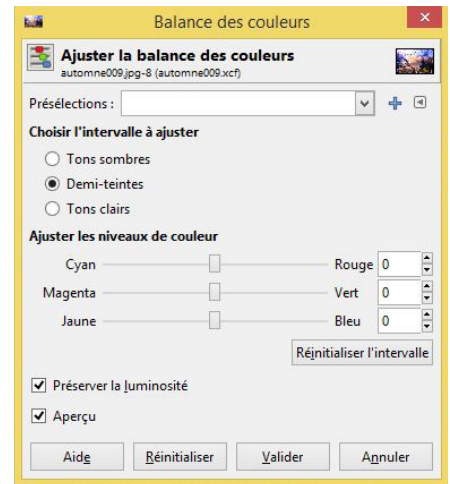 Balance des couleurs
Ajuster la balance des couleurs
automne009.jpg-8 (automne009.xcf)
Présélections :
Choisir l'intervalle à ajuster
Tons sombres
Demi-teintes
Tons clairs
Ajuster les niveaux de couleur
Cyan Rouge 0
Magenta Vert 0
Jaune Bleu 0
Réinitialiser l'intervalle
Préserver la luminosité
Aperçu
Aide Réinitialiser Valider Annuler